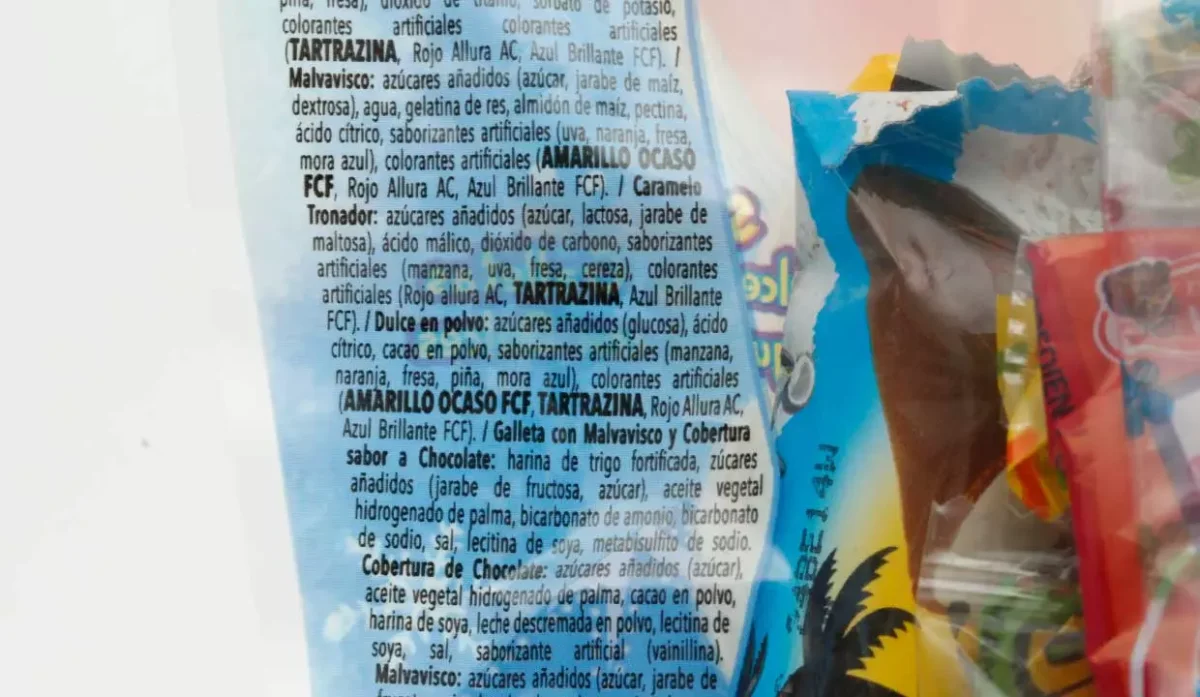 piña, fresa), dióxido de titanio, sorbato de potasio,
colorantes artificiales colorantes artificiales
(TARTRAZINA, Rojo Allura AC, Azul Brillante FCF). /
Malvavisco: azúcares añadidos (azúcar, jarabe de maíz,
dextrosa), agua, gelatina de res, almidón de maíz, pectina,
ácido cítrico, saborizantes artificiales (uva, naranja, fresa,
mora azul), colorantes artificiales (AMARILLO OCASO
FCF, Rojo Allura AC, Azul Brillante FCF). / Caramelo
Tronador: azúcares añadidos (azúcar, lactosa, jarabe de
maltosa), ácido málico, dióxido de carbono, saborizantes
artificiales (manzana, uva, fresa, cereza), colorantes
artificiales (Rojo allura AC, TARTRAZINA, Azul Brillante
FCF). / Dulce en polvo: azúcares añadidos (glucosa), ácido
cítrico, cacao en polvo, saborizantes artificiales (manzana,
naranja, fresa, piña, mora azul), colorantes artificiales
(AMARILLO OCASO FCF, TARTRAZINA, Rojo Allura AC,
Azul Brillante FCF). / Galleta con Malvavisco y Cobertura
sabor a Chocolate: harina de trigo fortificada, zúcares
añadidos (jarabe de fructosa, azúcar), aceite vegetal
hidrogenado de palma, bicarbonato de amonio, bicarbonato
de sodio, sal, lecitina de soya, metabisulfito de sodio.
Cobertura de Chocolate: azúcares añadidos (azúcar),
aceite vegetal hidrogenado de palma, cacao en polvo,
harina de soya, leche descremada en polvo, lecitina de
soya, sal, saborizante artificial (vainillina).
Malvavisco: azúcares añadidos (azúcar, jarabe de